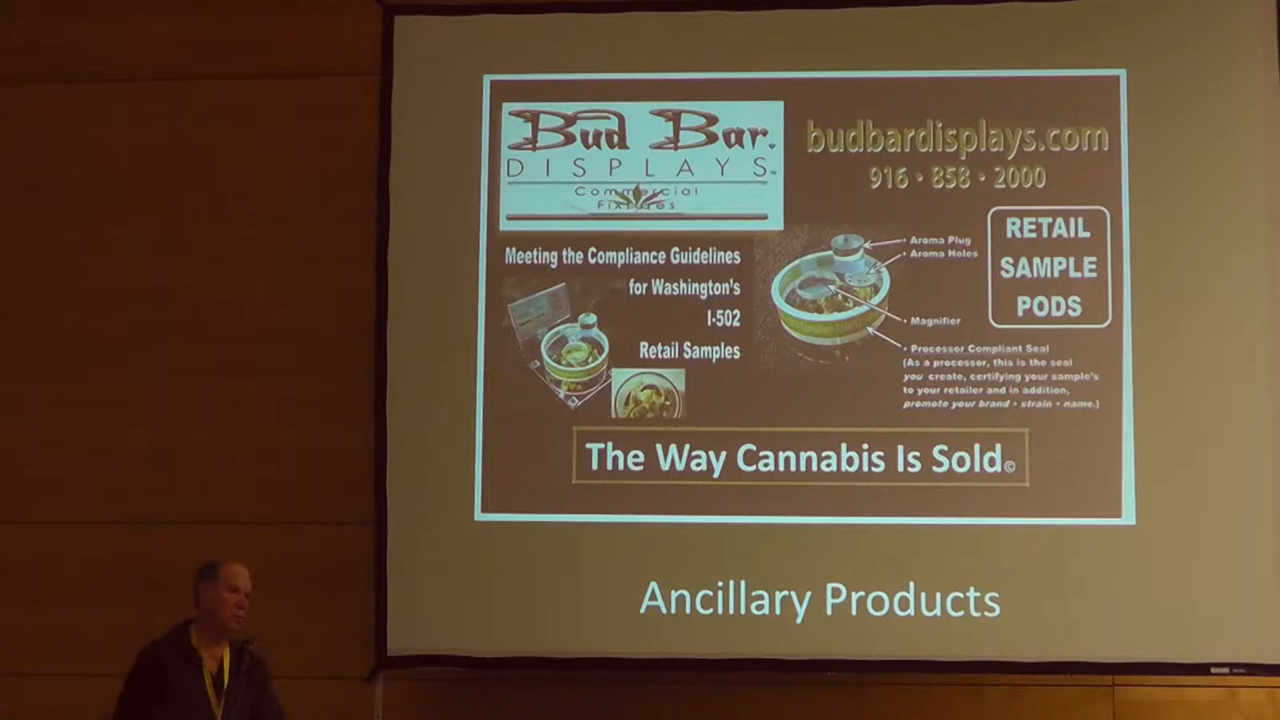 Bud Bar®
DISPLAYS™
Commercial
Fixtures
budbardisplays.com
916 • 858 • 2000
Meeting the Compliance Guidelines
for Washington's
I-502
Retail Samples
• Aroma Plug
• Aroma Holes
• Magnifier
• Processor Compliant Seal
(As a processor, this is the seal
you create, certifying your sample's
to your retailer and in addition,
promote your brand • strain • name.)
RETAIL
SAMPLE
PODS
The Way Cannabis Is Sold©
Ancillary Products